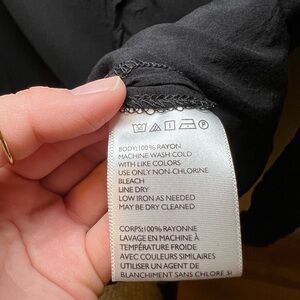 BODY:100% RAYON
MACHINE WASH COLD
WITH LIKE COLORS
USE ONLY NON-CHLORINE
BLEACH
LINE DRY
LOW IRON AS NEEDED
MAY BE DRY CLEANED
CORPS:100% RAYONNE
LAVAGE EN MACHINE À
TEMPÉRATURE FROIDE
AVEC COULEURS SIMILAIRES
UTILISER UN AGENT DE
BLANCHIMENT SANS CHLORE SI